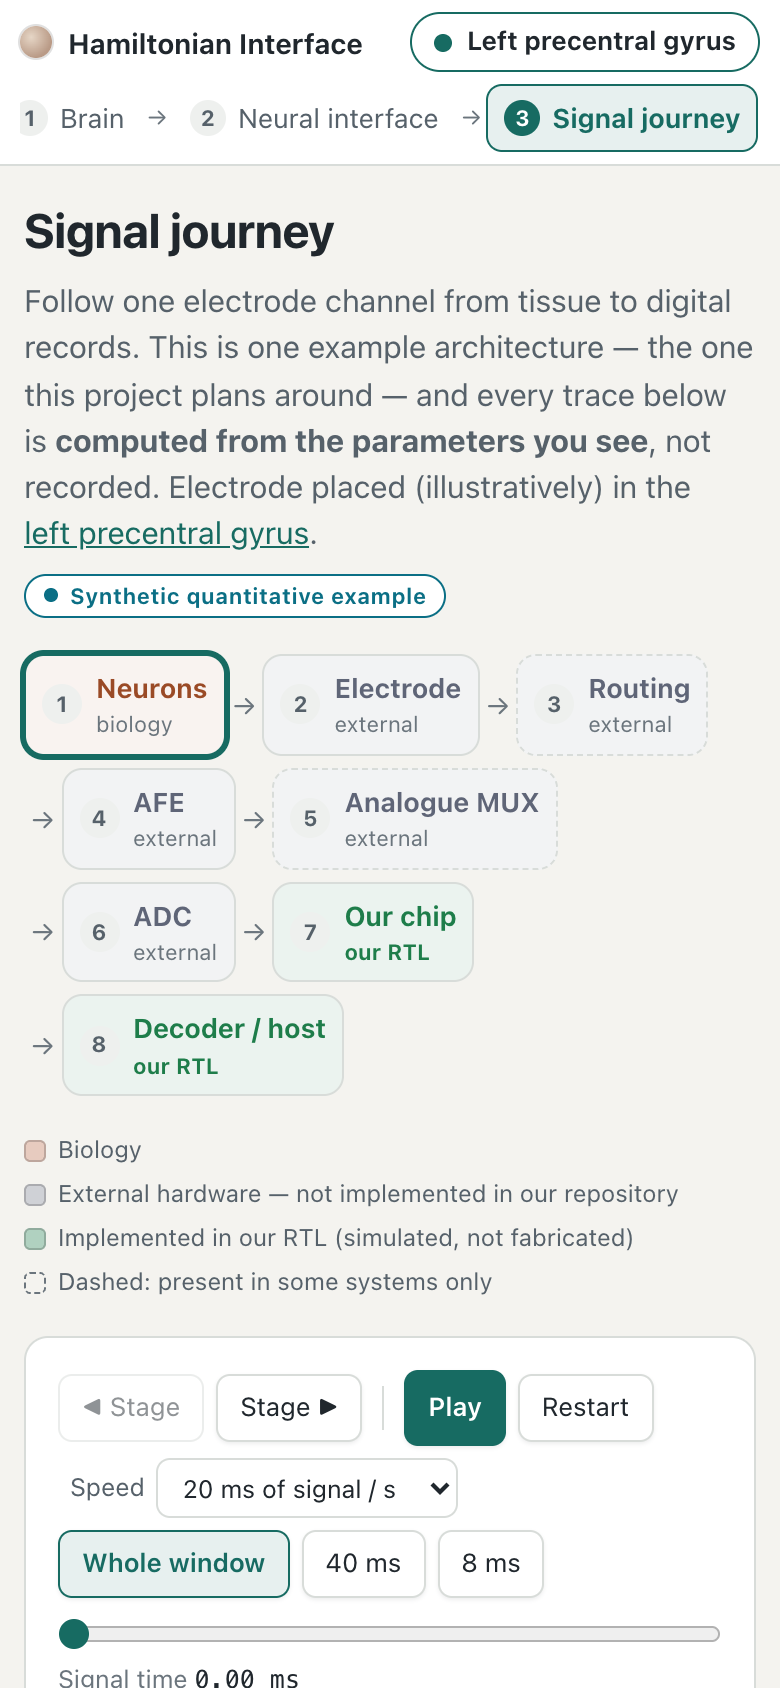 Hamiltonian Interface
Left precentral gyrus
1 Brain → 2 Neural interface → 3 Signal journey
Signal journey
Follow one electrode channel from tissue to digital
records. This is one example architecture — the one
this project plans around — and every trace below
is computed from the parameters you see, not
recorded. Electrode placed (illustratively) in the
left precentral gyrus.
Synthetic quantitative example
1 Neurons
biology
→ 2 Electrode
external
→ 3 Routing
external
→ 4 AFE
external
→ 5 Analogue MUX
external
→ 6 ADC
external
→ 7 Our chip
our RTL
→ 8 Decoder / host
our RTL
Biology
External hardware — not implemented in our repository
Implemented in our RTL (simulated, not fabricated)
Dashed: present in some systems only
◀ Stage
Stage ▶
Play
Restart
Speed 20 ms of signal / s
Whole window
40 ms
8 ms
Signal time 0.00 ms